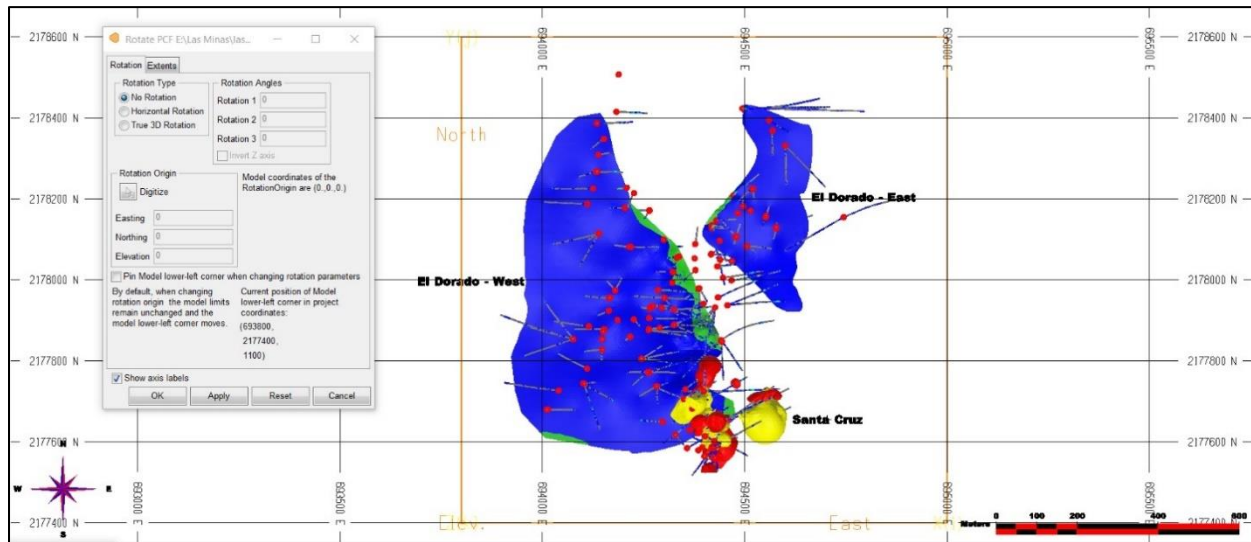 Rotate PCF E:\Las Minas\las...
Rotation
Extents
Rotation Type
No Rotation
Horizontal Rotation
True 3D Rotation
Rotation Angles
Rotation 1 0
Rotation 2 0
Rotation 3 0
Invert Z axis
Rotation Origin
Digitize
Easting 0
Northing 0
Elevation 0
Model coordinates of the
RotationOrigin are (0.,0.,0.)
Pin Model lower-left corner when changing rotation parameters
By default, when changing
rotation origin the model limits
remain unchanged and the
model lower-left corner moves.
Current position of Model
lower-left corner in project
coordinates:
(693800,
2177400,
1100)
Show axis labels
OK
Apply
Reset
Cancel
2178600 N
2178400 N
2178200 N
2178000 N
2177800 N
2177600 N
2177400 N
North
El Dorado - West
El Dorado - East
Santa Cruz
Elev.
East
693000 E
693500 E
694000 E
694500 E
695000 E
695500 E
2178600 N
2178400 N
2178200 N
2178000 N
2177800 N
2177600 N
2177400 N
N
W
E
S
Meters
0
100
200
400
600